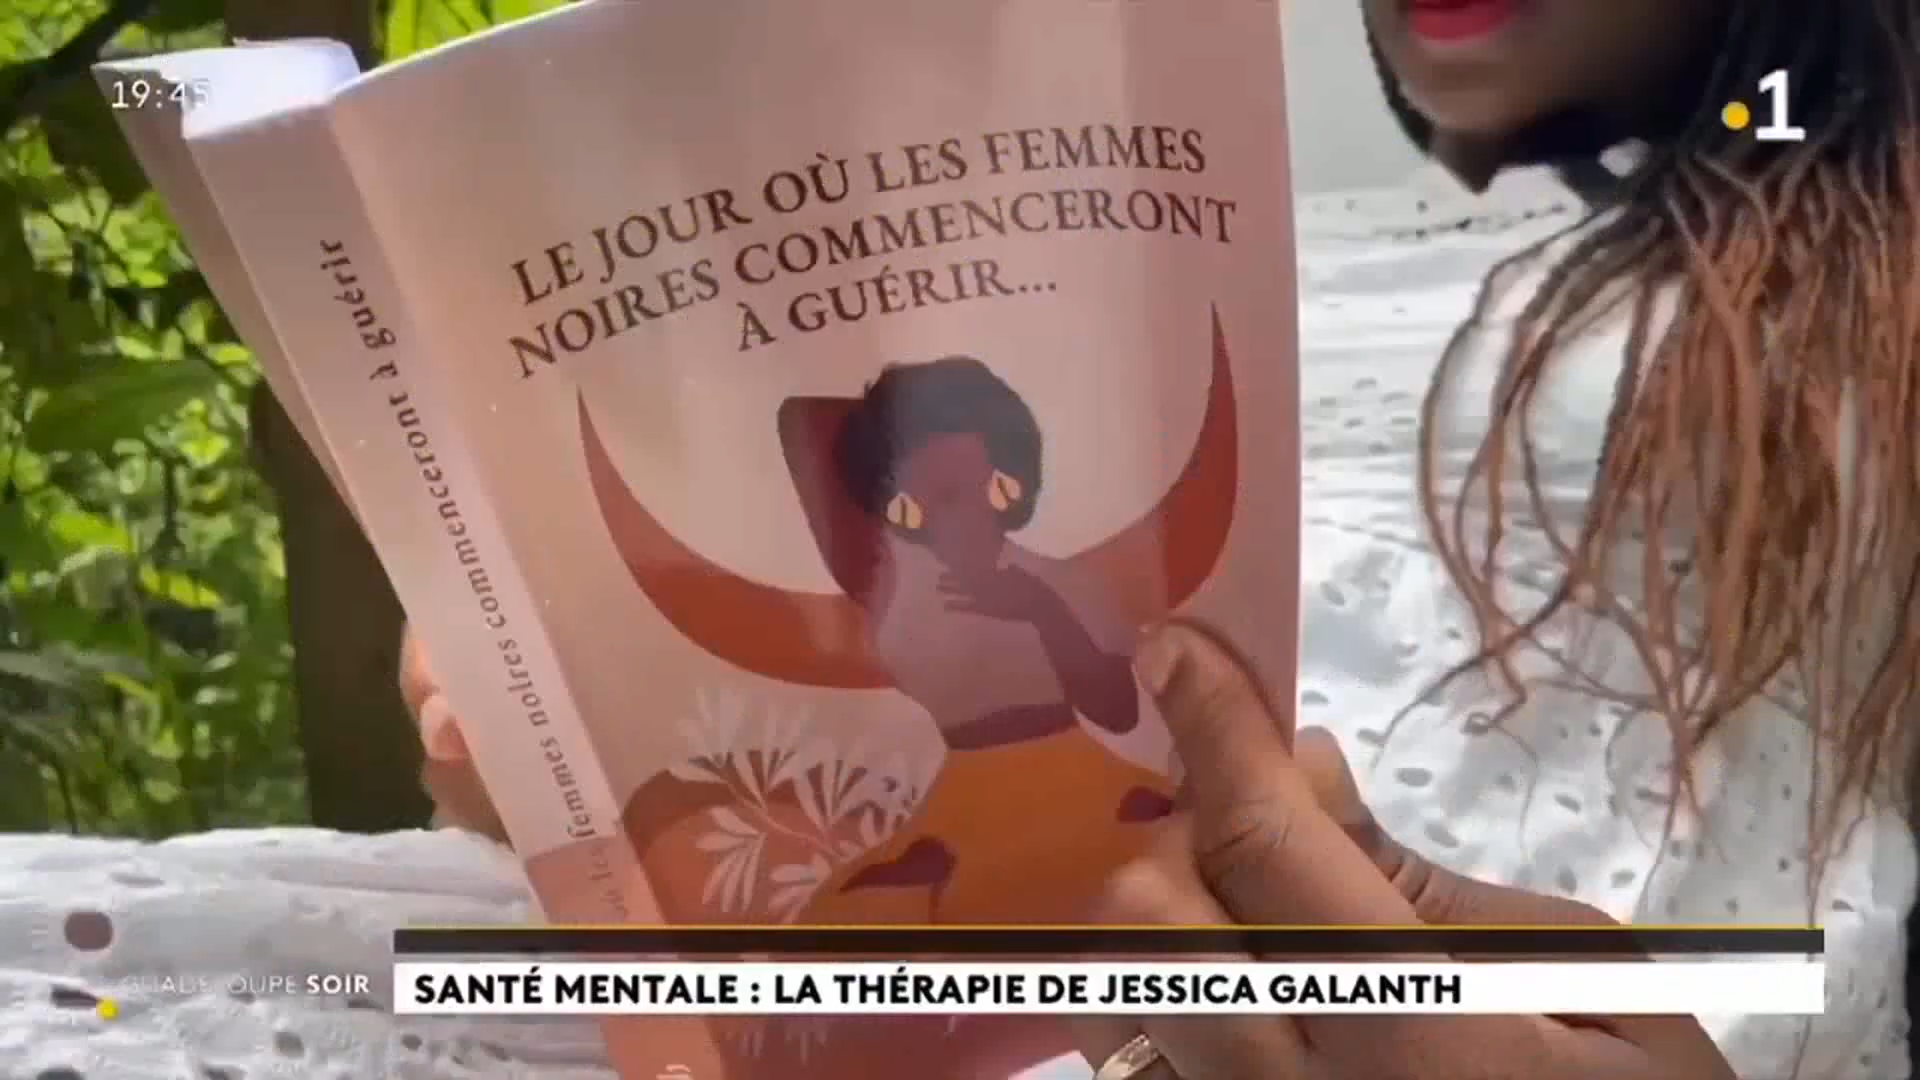 19:45
1
LE JOUR OÙ LES FEMMES
NOIRES COMMENCERONT
À GUÉRIR...
femmes noires commenceront à guérir
GUADELOUPE SOIR
SANTÉ MENTALE : LA THÉRAPIE DE JESSICA GALANTH